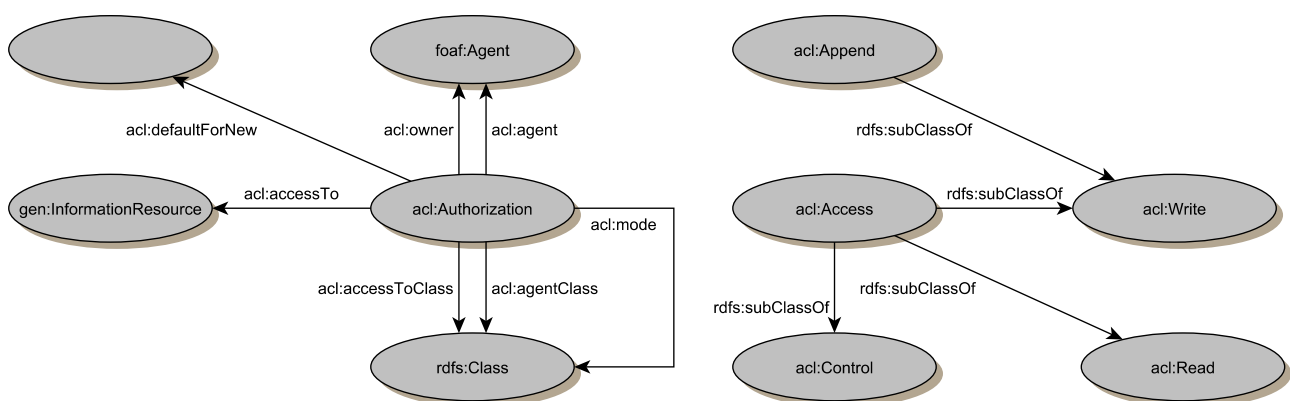 foaf:Agent
acl:Append
acl:defaultForNew
acl:owner
acl:agent
rdfs:subClassOf
acl:accessTo
rdfs:subClassOf
gen:InformationResource
acl:Authorization
acl:mode
acl:Access
acl:Write
acl:accessToClass
acl:agentClass
rdfs:subClassOf
rdfs:subClassOf
rdfs:Class
acl:Control
acl:Read